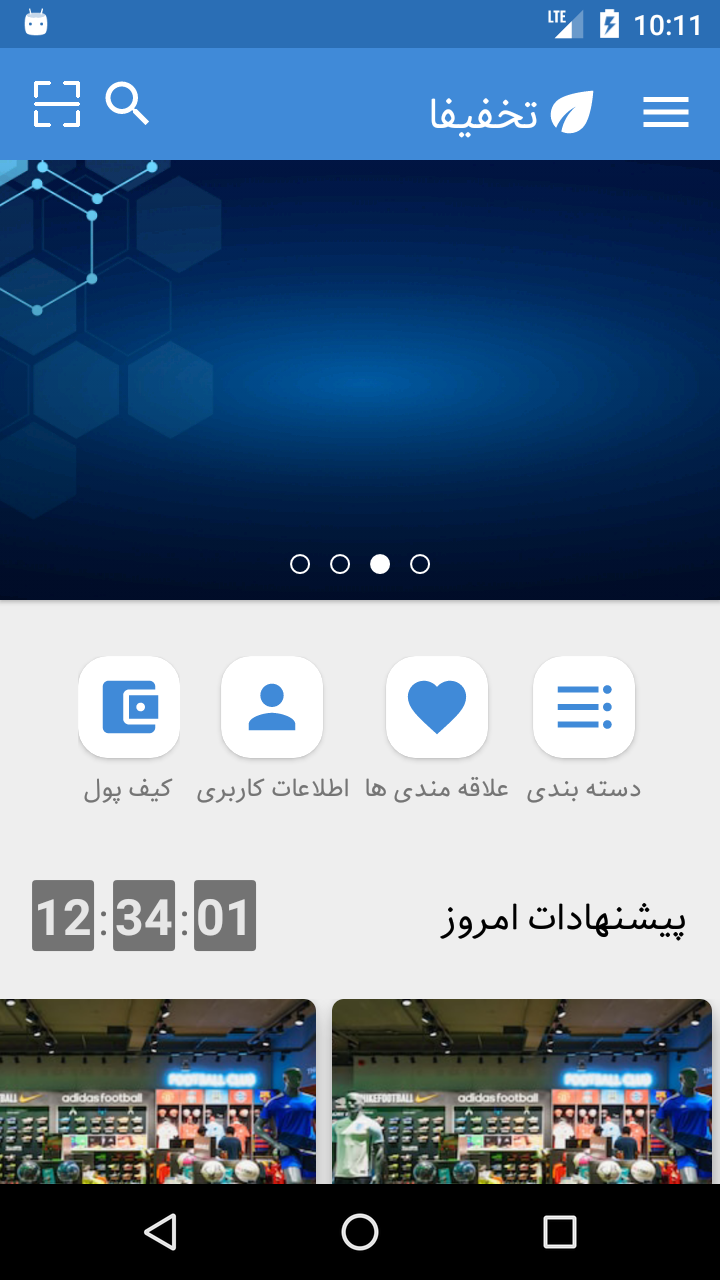 LTE 10:11
تخفیفا
دسته بندی
علاقه مندی ها
اطلاعات کاربری
کیف پول
پیشنهادات امروز
12:34:01
FOOTBALL CLUB
adidas football
FOOTBALL CLUB
NIKEFOOTBALL adidas football